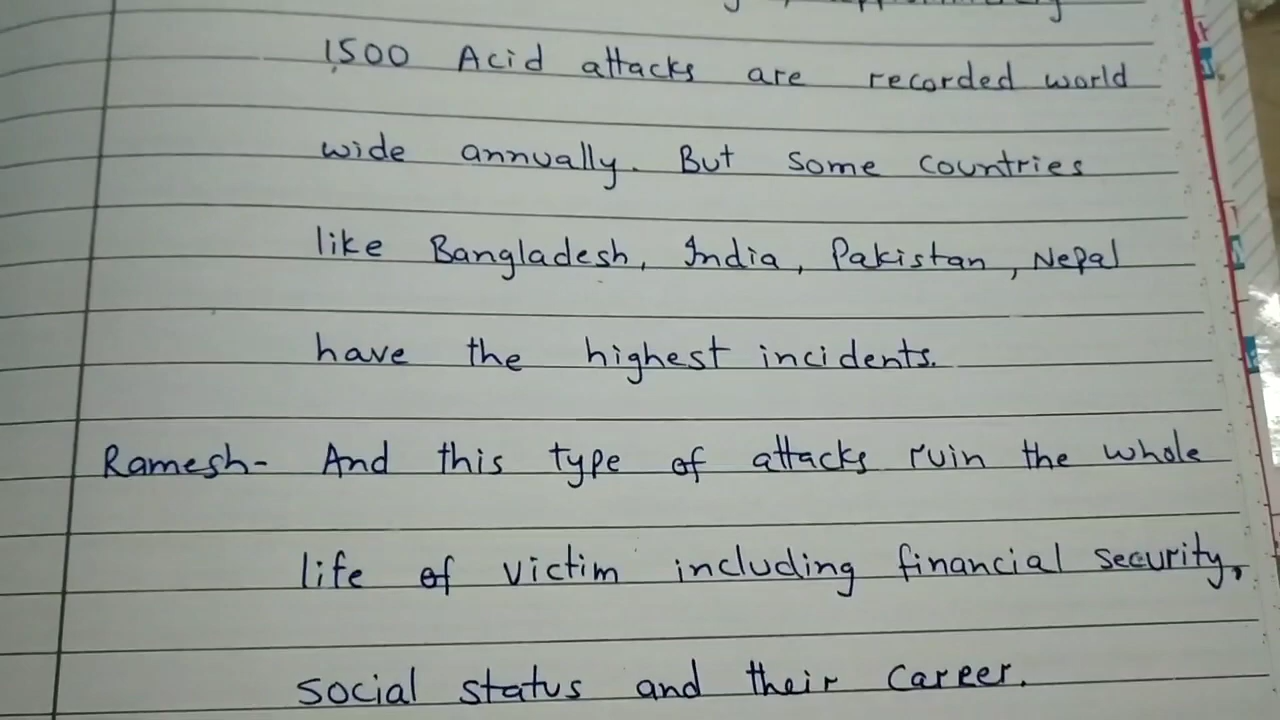 1500 Acid attacks are recorded world
wide annually. But some countries
like Bangladesh, India, Pakistan, Nepal
have the highest incidents.
Ramesh- And this type of attacks ruin the whole
life of victim including financial security,
social status and their career.